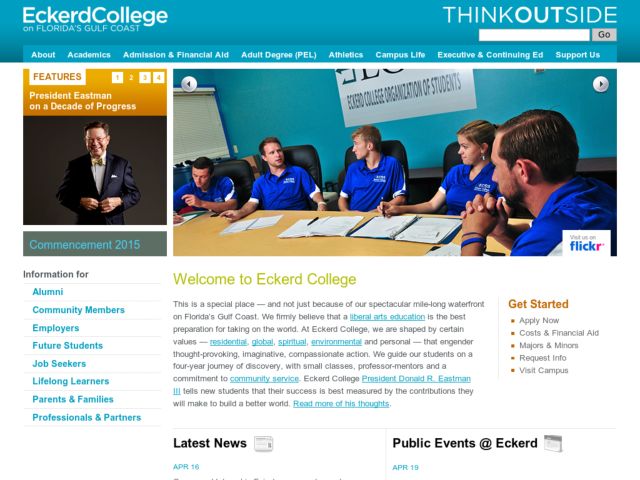 EckerdCollege
on FLORIDA'S GULF COAST
THINKOUTSIDE
Go
About Academics Admission & Financial Aid Adult Degree (PEL) Athletics Campus Life Executive & Continuing Ed Support Us
FEATURES 1 2 3 4
President Eastman
on a Decade of Progress
ECKERD COLLEGE ORGANIZATION OF STUDENTS
Visit us on
flickr
Commencement 2015
Information for
Alumni
Community Members
Employers
Future Students
Job Seekers
Lifelong Learners
Parents & Families
Professionals & Partners
Welcome to Eckerd College
This is a special place — and not just because of our spectacular mile-long waterfront
on Florida's Gulf Coast. We firmly believe that a liberal arts education is the best
preparation for taking on the world. At Eckerd College, we are shaped by certain
values — residential, global, spiritual, environmental and personal — that engender
thought-provoking, imaginative, compassionate action. We guide our students on a
four-year journey of discovery, with small classes, professor-mentors and a
commitment to community service. Eckerd College President Donald R. Eastman
III tells new students that their success is best measured by the contributions they
will make to build a better world. Read more of his thoughts.
Get Started
Apply Now
Costs & Financial Aid
Majors & Minors
Request Info
Visit Campus
Latest News
APR 16
Public Events @ Eckerd
APR 19